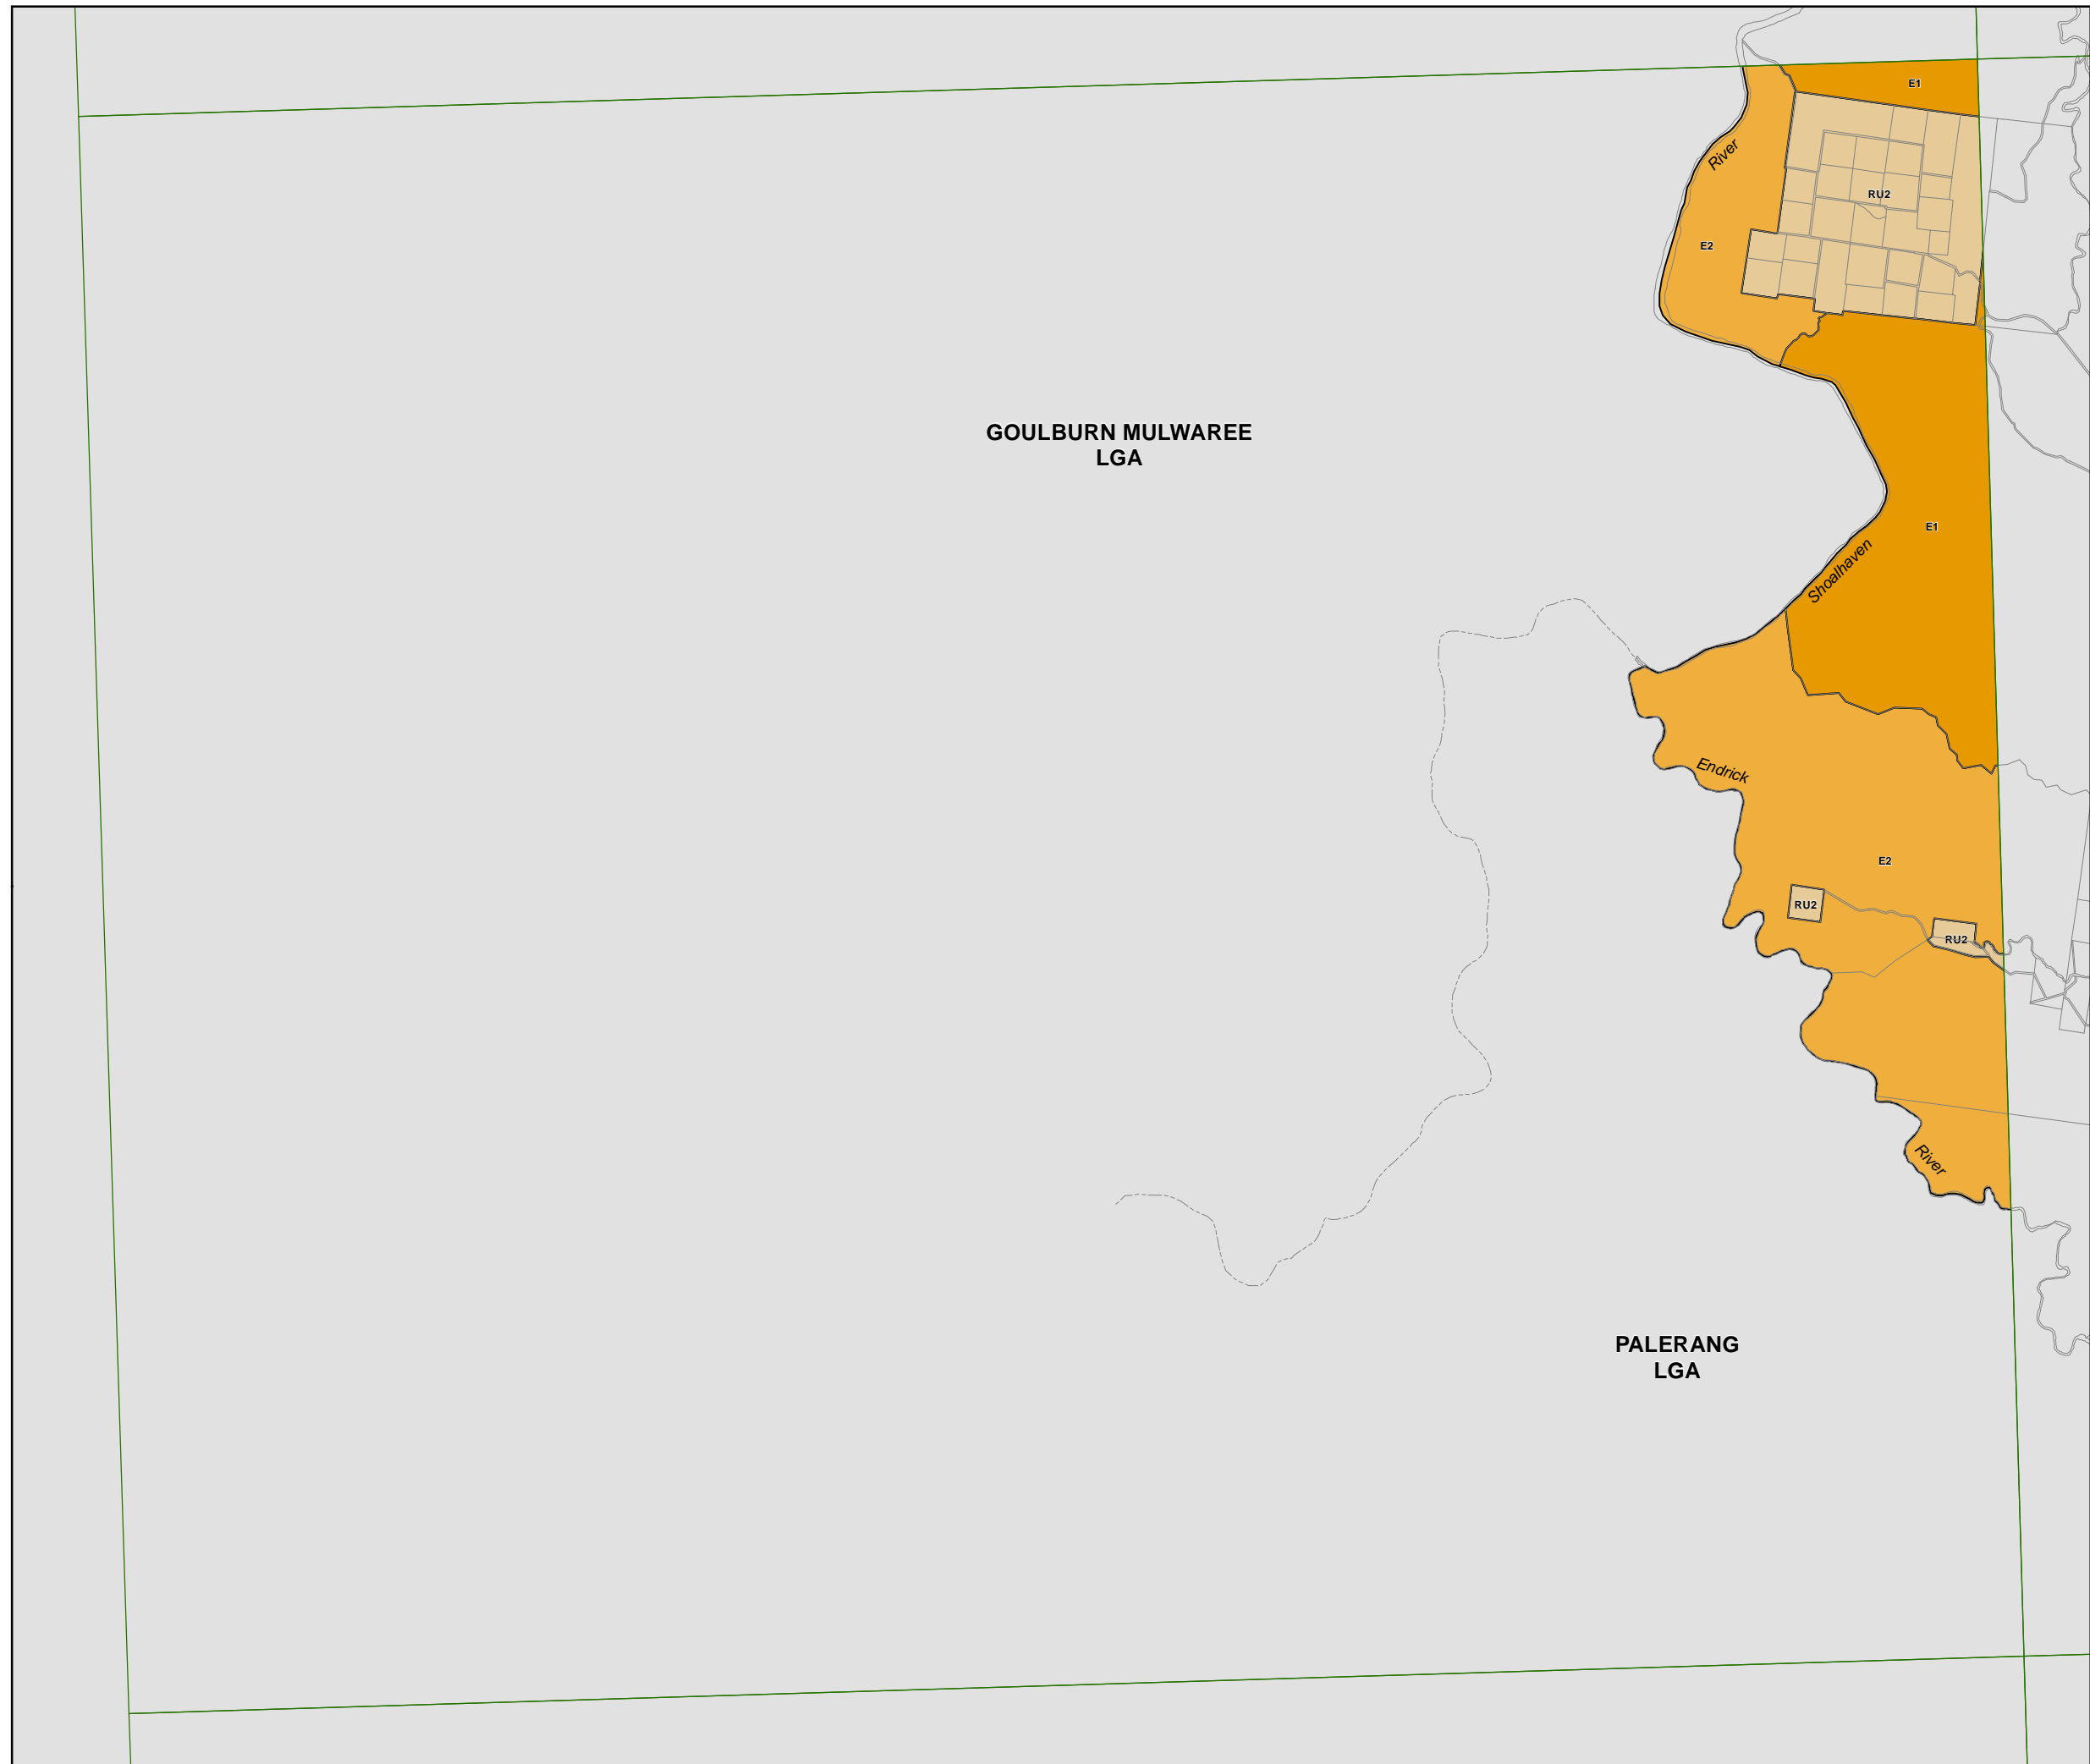 E1
River
RU2
E2
GOULBURN MULWAREE
LGA
E1
Shoalhaven
Endrick
E2
RU2
RU2
River
PALERANG
LGA